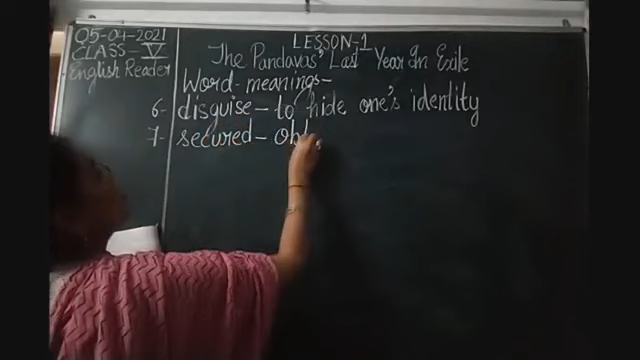 05-04-2021
CLASS-V
English Reader
LESSON-1
The Pandavas' Last Year In Exile
Word-meanings-
6- disguise - to hide one's identity
7- secured -